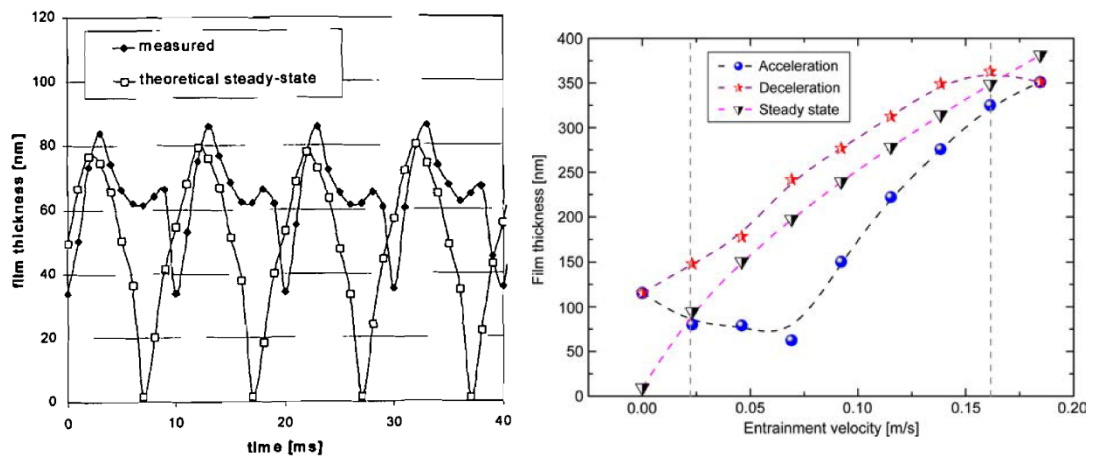 120
100
80
60
40
20
0
film thickness [nm]
measured
theoretical steady-state
0
10
20
30
40
time [ms]
400
350
300
250
200
150
100
50
0
Film thickness [nm]
Acceleration
Deceleration
Steady state
0.00
0.05
0.10
0.15
0.20
Entrainment velocity [m/s]